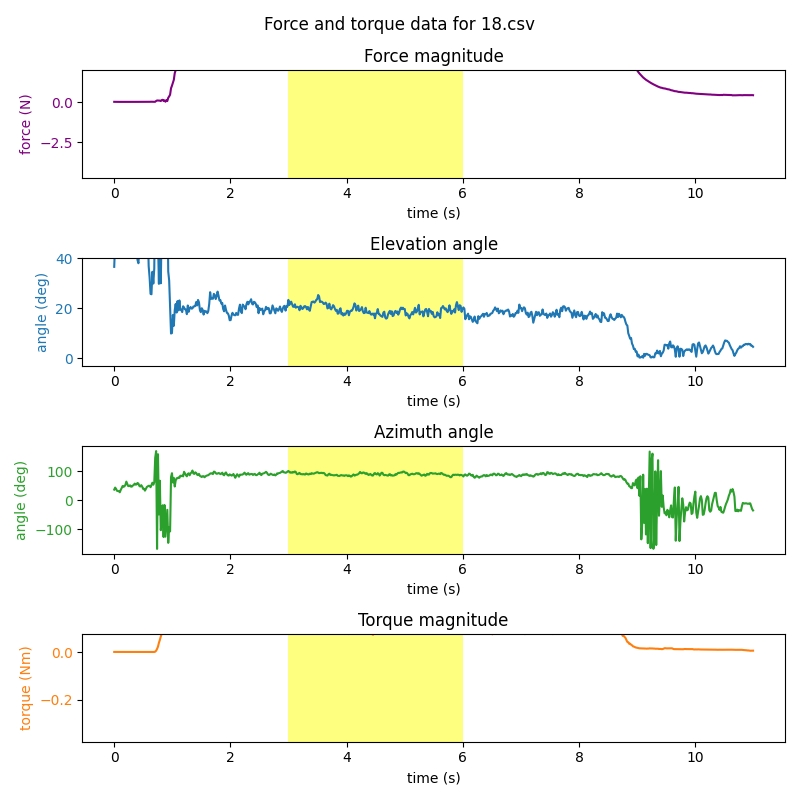 Force and torque data for 18.csv
Force magnitude
force (N)
0.0
−2.5
0 2 4 6 8 10
time (s)
Elevation angle
angle (deg)
40
20
0
0 2 4 6 8 10
time (s)
Azimuth angle
angle (deg)
100
0
−100
0 2 4 6 8 10
time (s)
Torque magnitude
torque (Nm)
0.0
−0.2
0 2 4 6 8 10
time (s)